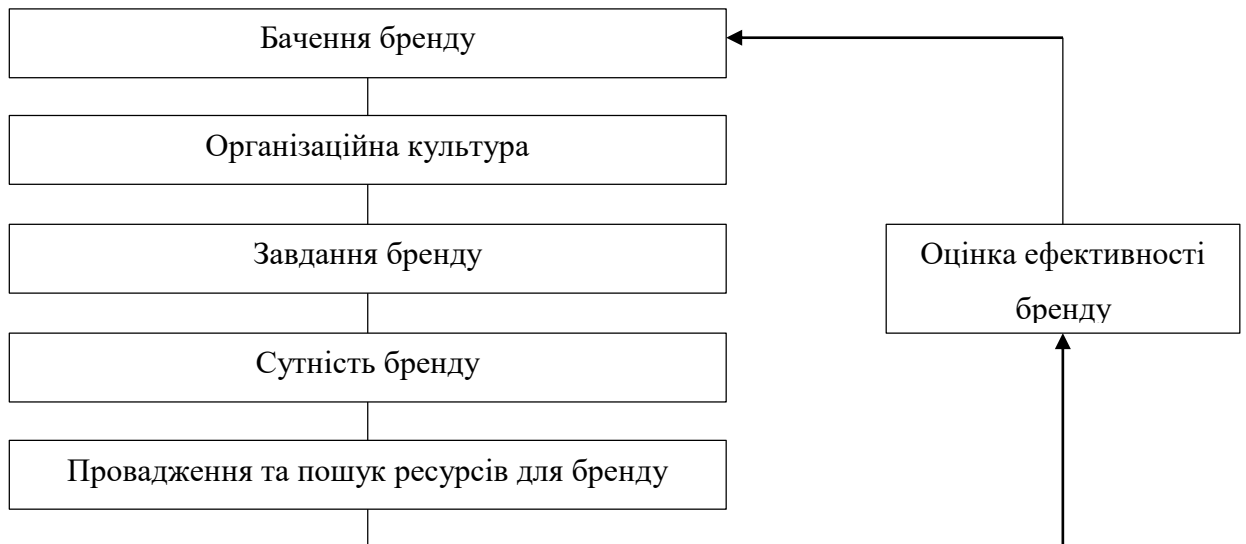 Бачення бренду
Організаційна культура
Завдання бренду
Сутність бренду
Провадження та пошук ресурсів для бренду
Оцінка ефективності
бренду